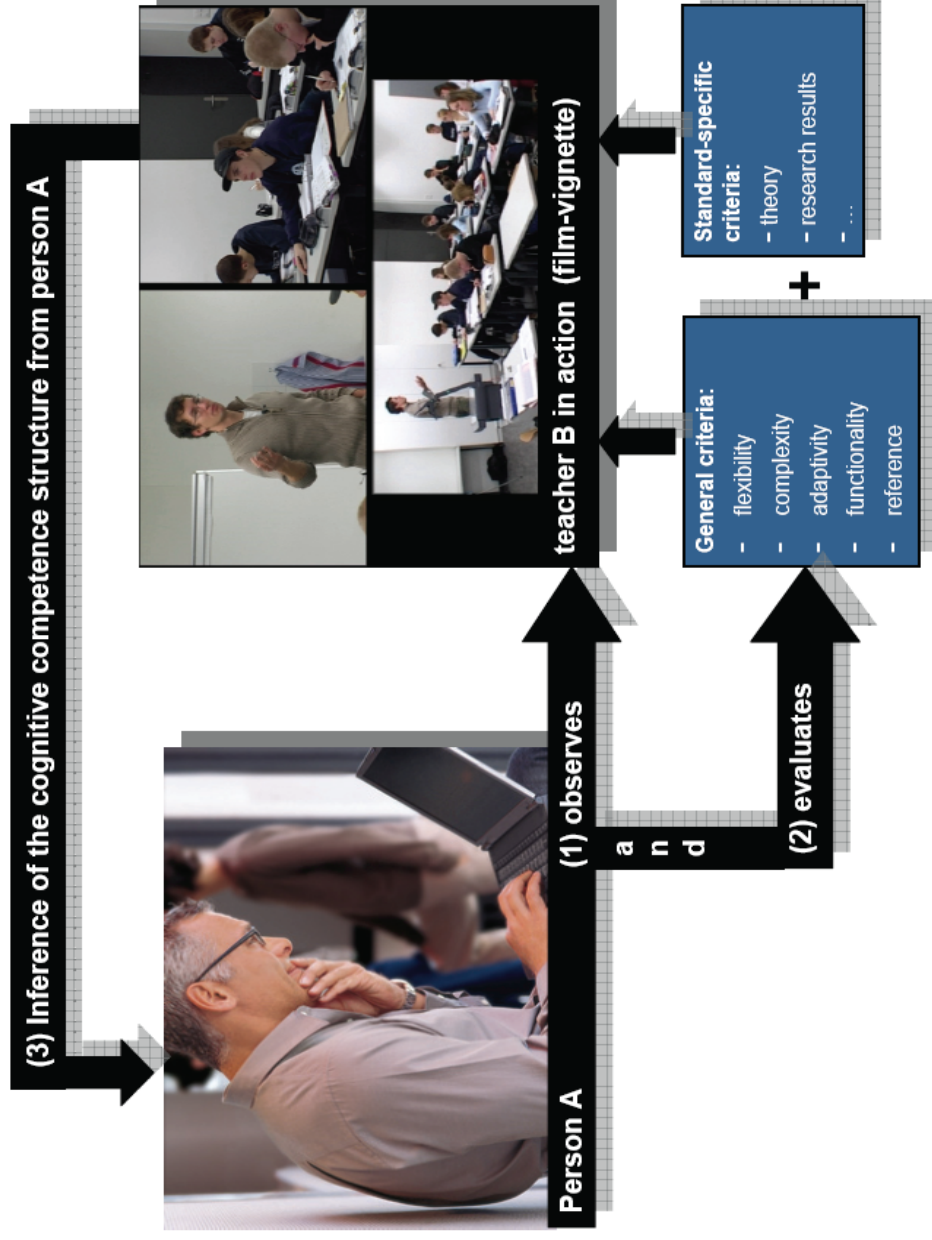 (3) Inference of the cognitive competence structure from person A
Person A
(1) observes
a
n
d
(2) evaluates
teacher B in action (film-vignette)
General criteria:
- flexibility
- complexity
- adaptivity
- functionality
- reference
+
Standard-specific
criteria:
- theory
- research results
- ...